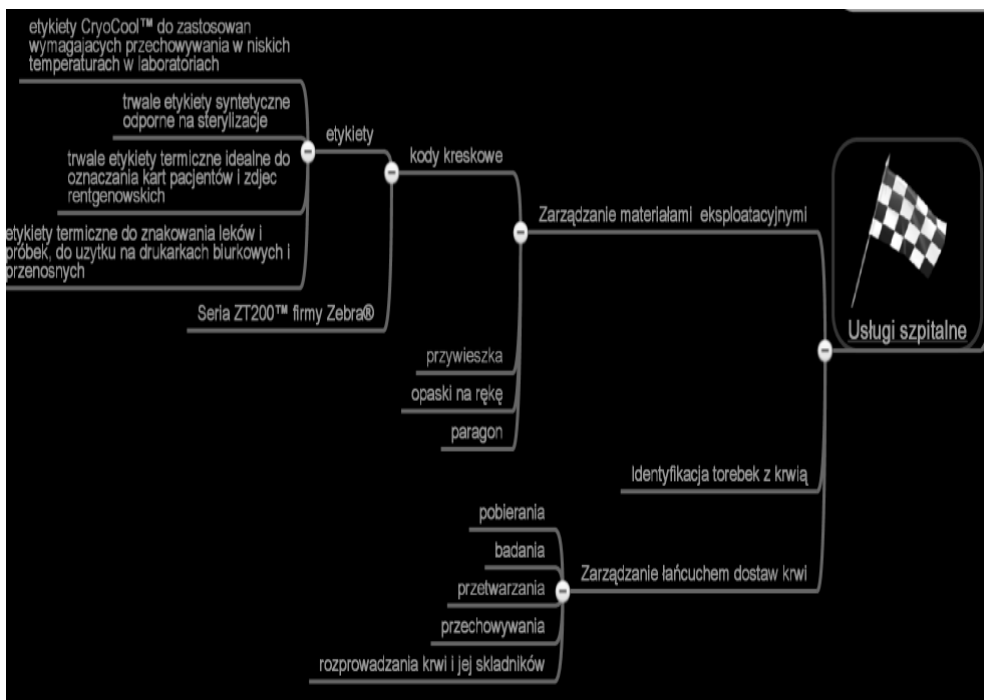 etykiety CryoCool™ do zastosowan
wymagajacych przechowywania w niskich
temperaturach w laboratoriach
trwale etykiety syntetyczne
odporne na sterylizacje
etykiety
trwale etykiety termiczne idealne do
oznaczania kart pacjentów i zdjec
rentgenowskich
kody kreskowe
etykiety termiczne do znakowania leków i
próbek, do uzytku na drukarkach biurkowych i
przenosnych
Zarządzanie materiałami eksploatacyjnymi
Seria ZT200™ firmy Zebra®
Usługi szpitalne
przywieszka
opaski na rękę
paragon
Identyfikacja torebek z krwią
pobierania
badania
Zarządzanie łańcuchem dostaw krwi
przetwarzania
przechowywania
rozprowadzania krwi i jej skladników